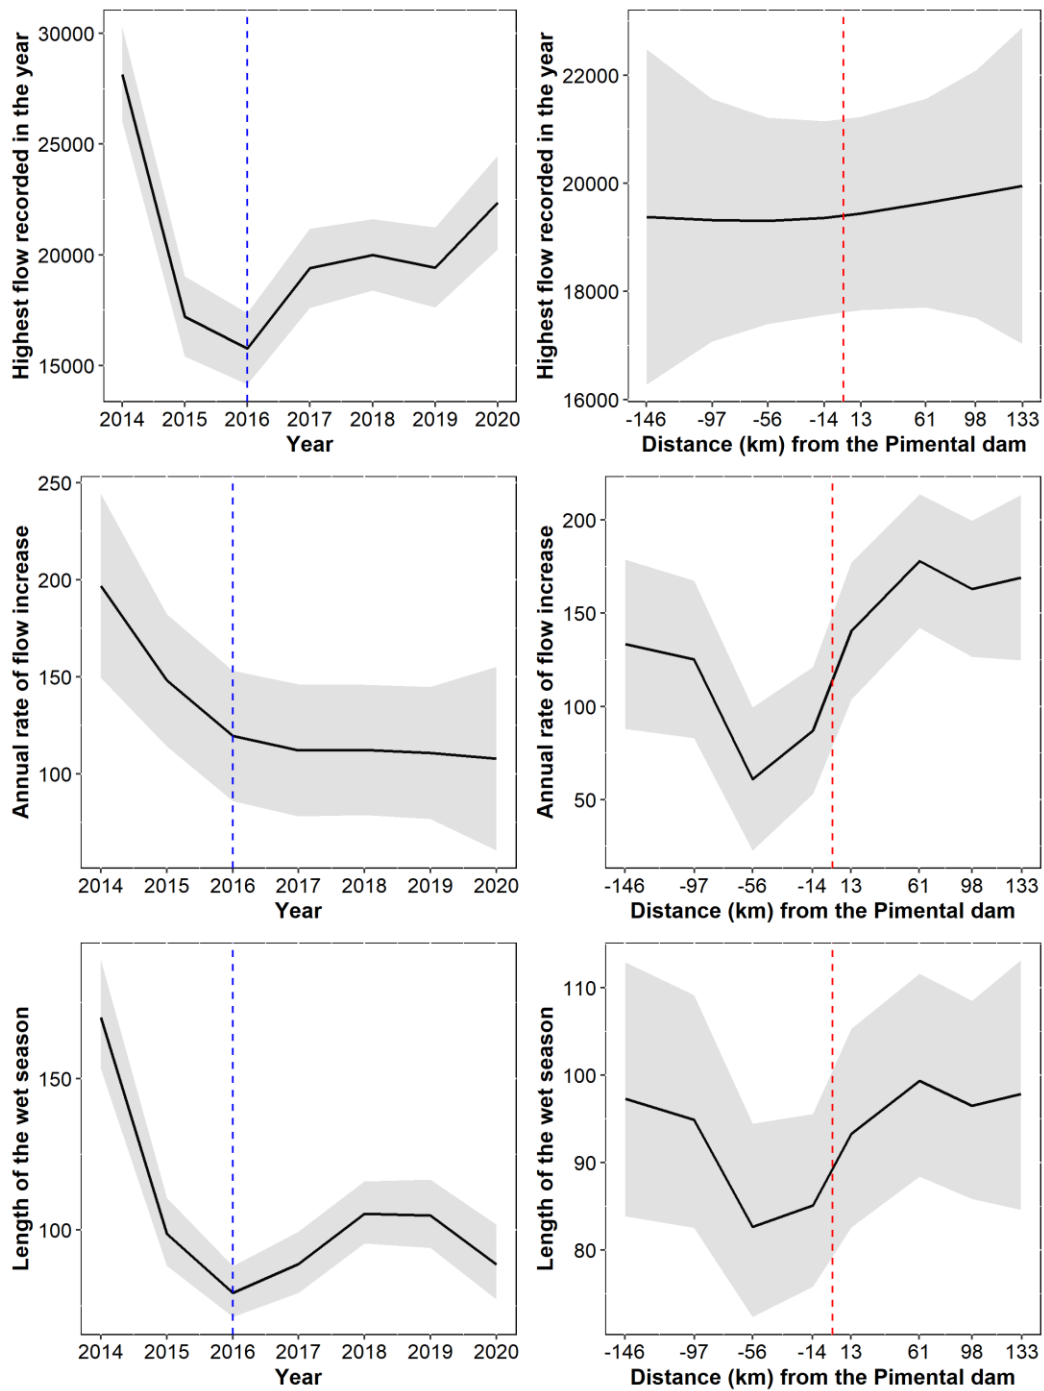 Highest flow recorded in the year
30000
25000
20000
15000
2014 2015 2016 2017 2018 2019 2020
Year
Highest flow recorded in the year
22000
20000
18000
16000
-146 -97 -56 -14 13 61 98 133
Distance (km) from the Pimental dam
Annual rate of flow increase
250
200
150
100
2014 2015 2016 2017 2018 2019 2020
Year
Annual rate of flow increase
200
150
100
50
-146 -97 -56 -14 13 61 98 133
Distance (km) from the Pimental dam
Length of the wet season
150
100
2014 2015 2016 2017 2018 2019 2020
Year
Length of the wet season
110
100
90
80
-146 -97 -56 -14 13 61 98 133
Distance (km) from the Pimental dam